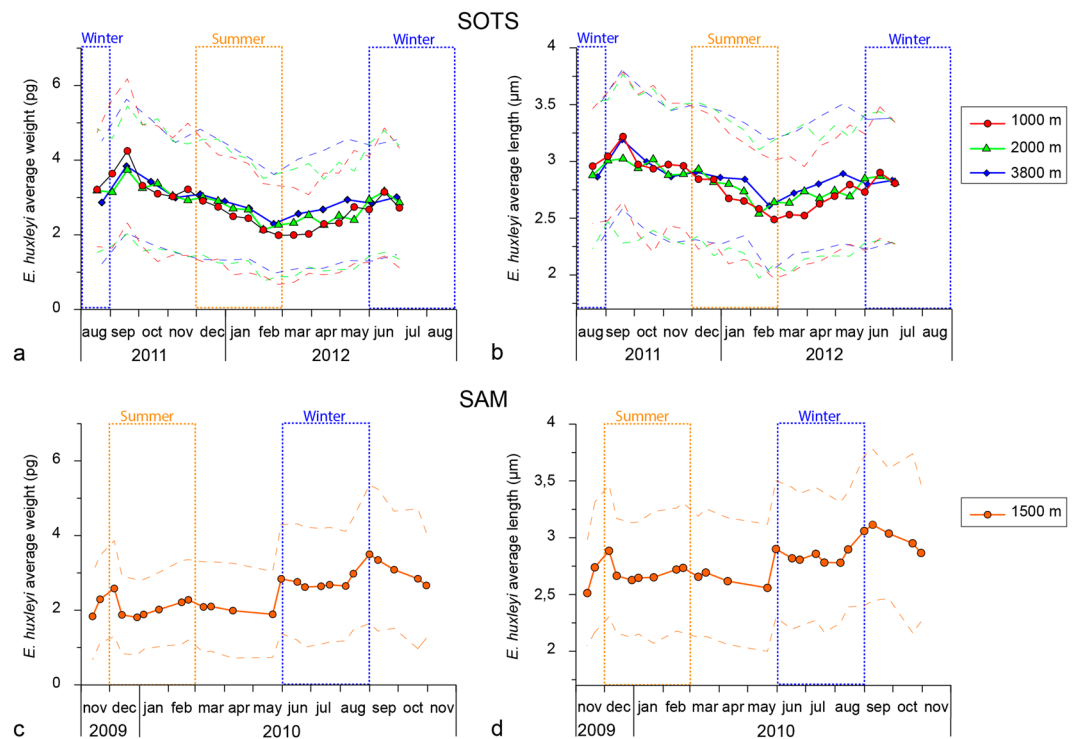 SOTS
Winter Summer Winter
Winter Summer Winter
E. huxleyi average weight (pg)
6
4
2
0
aug sep oct nov dec jan feb mar apr may jun jul aug
2011 2012
a
E. huxleyi average length (μm)
4
3.5
3
2.5
2
aug sep oct nov dec jan feb mar apr may jun jul aug
2011 2012
b
1000 m
2000 m
3800 m
SAM
Summer Winter
Summer Winter
E. huxleyi average weight (pg)
6
4
2
0
nov dec jan feb mar apr may jun jul aug sep oct nov
2009 2010
c
E. huxleyi average length (μm)
4
3,5
3
2,5
2
nov dec jan feb mar apr may jun jul aug sep oct nov
2009 2010
d
1500 m